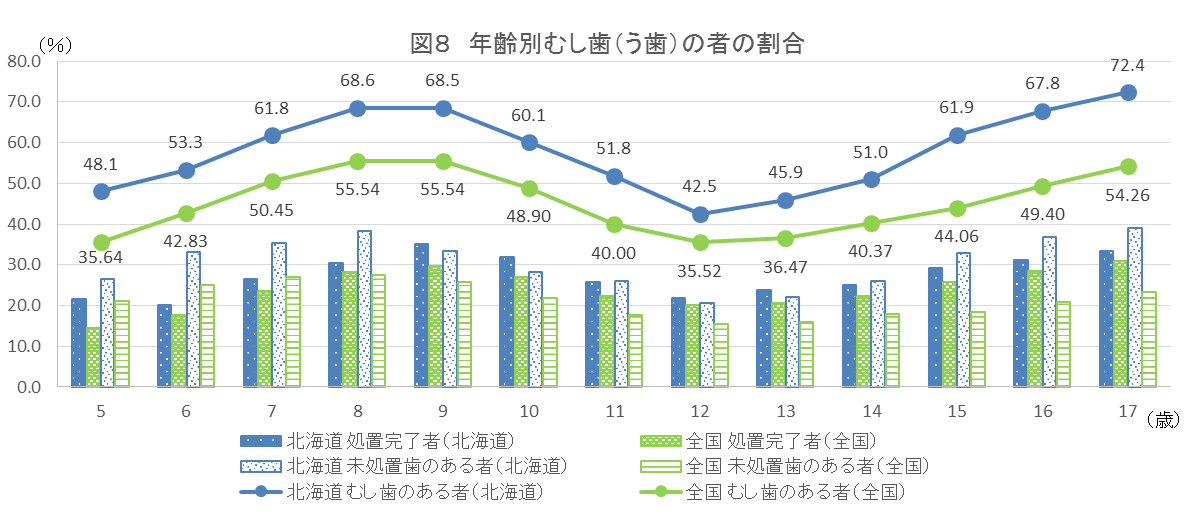 図8 年齢別むし歯(う歯)の者の割合
(%)
80.0
70.0
60.0
50.0
40.0
30.0
20.0
10.0
0.0
48.1 53.3 61.8 68.6 68.5 60.1 51.8 42.5 45.9 51.0 61.9 67.8 72.4
35.64 42.83 50.45 55.54 55.54 48.90 40.00 35.52 36.47 40.37 44.06 49.40 54.26
5 6 7 8 9 10 11 12 13 14 15 16 17
(歳)
北海道 処置完了者(北海道) 全国 処置完了者(全国)
北海道 未処置歯のある者(北海道) 全国 未処置歯のある者(全国)
北海道 むし歯のある者(北海道) 全国 むし歯のある者(全国)